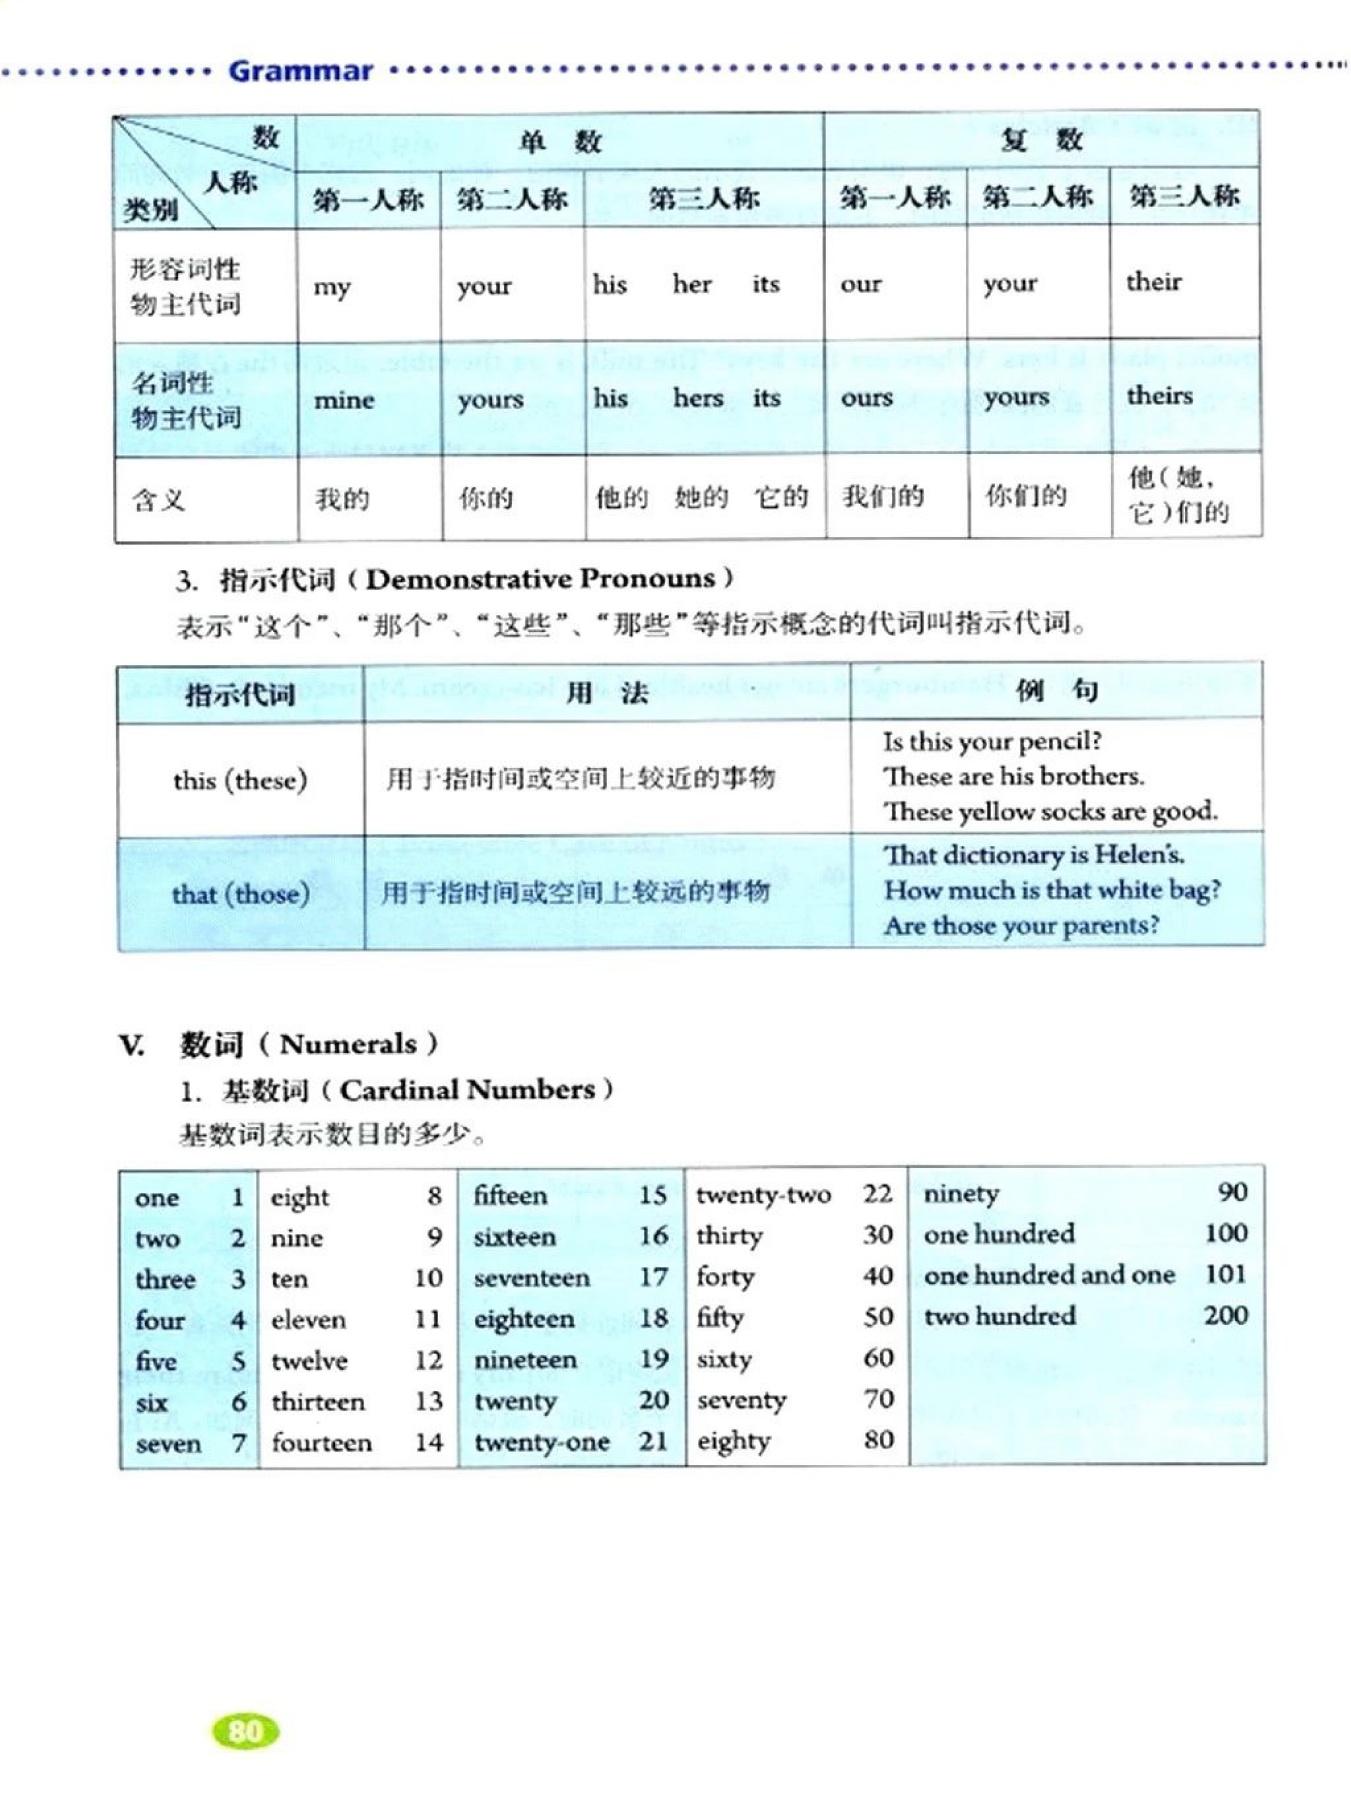 Grammar
数 单 数 复 数
人称
类别 第一人称 第二人称 第三人称 第一人称 第二人称 第三人称
形容词性
物主代词 my your his her its our your their
名词性
物主代词 mine yours his hers its ours yours theirs
含义 我的 你的 他的 她的 它的 我们的 你们的 他(她,
它)们的
3. 指示代词(Demonstrative Pronouns)
表示“这个”、“那个”、“这些”、“那些”等指示概念的代词叫指示代词。
指示代词 用 法 例 句
this (these) 用于指时间或空间上较近的事物 Is this your pencil?
These are his brothers.
These yellow socks are good.
that (those) 用于指时间或空间上较远的事物 That dictionary is Helen's.
How much is that white bag?
Are those your parents?
V. 数词(Numerals)
1. 基数词(Cardinal Numbers)
基数词表示数目的多少。
one 1 eight 8 fifteen 15 twenty-two 22 ninety 90
two 2 nine 9 sixteen 16 thirty 30 one hundred 100
three 3 ten 10 seventeen 17 forty 40 one hundred and one 101
four 4 eleven 11 eighteen 18 fifty 50 two hundred 200
five 5 twelve 12 nineteen 19 sixty 60
six 6 thirteen 13 twenty 20 seventy 70
seven 7 fourteen 14 twenty-one 21 eighty 80
80